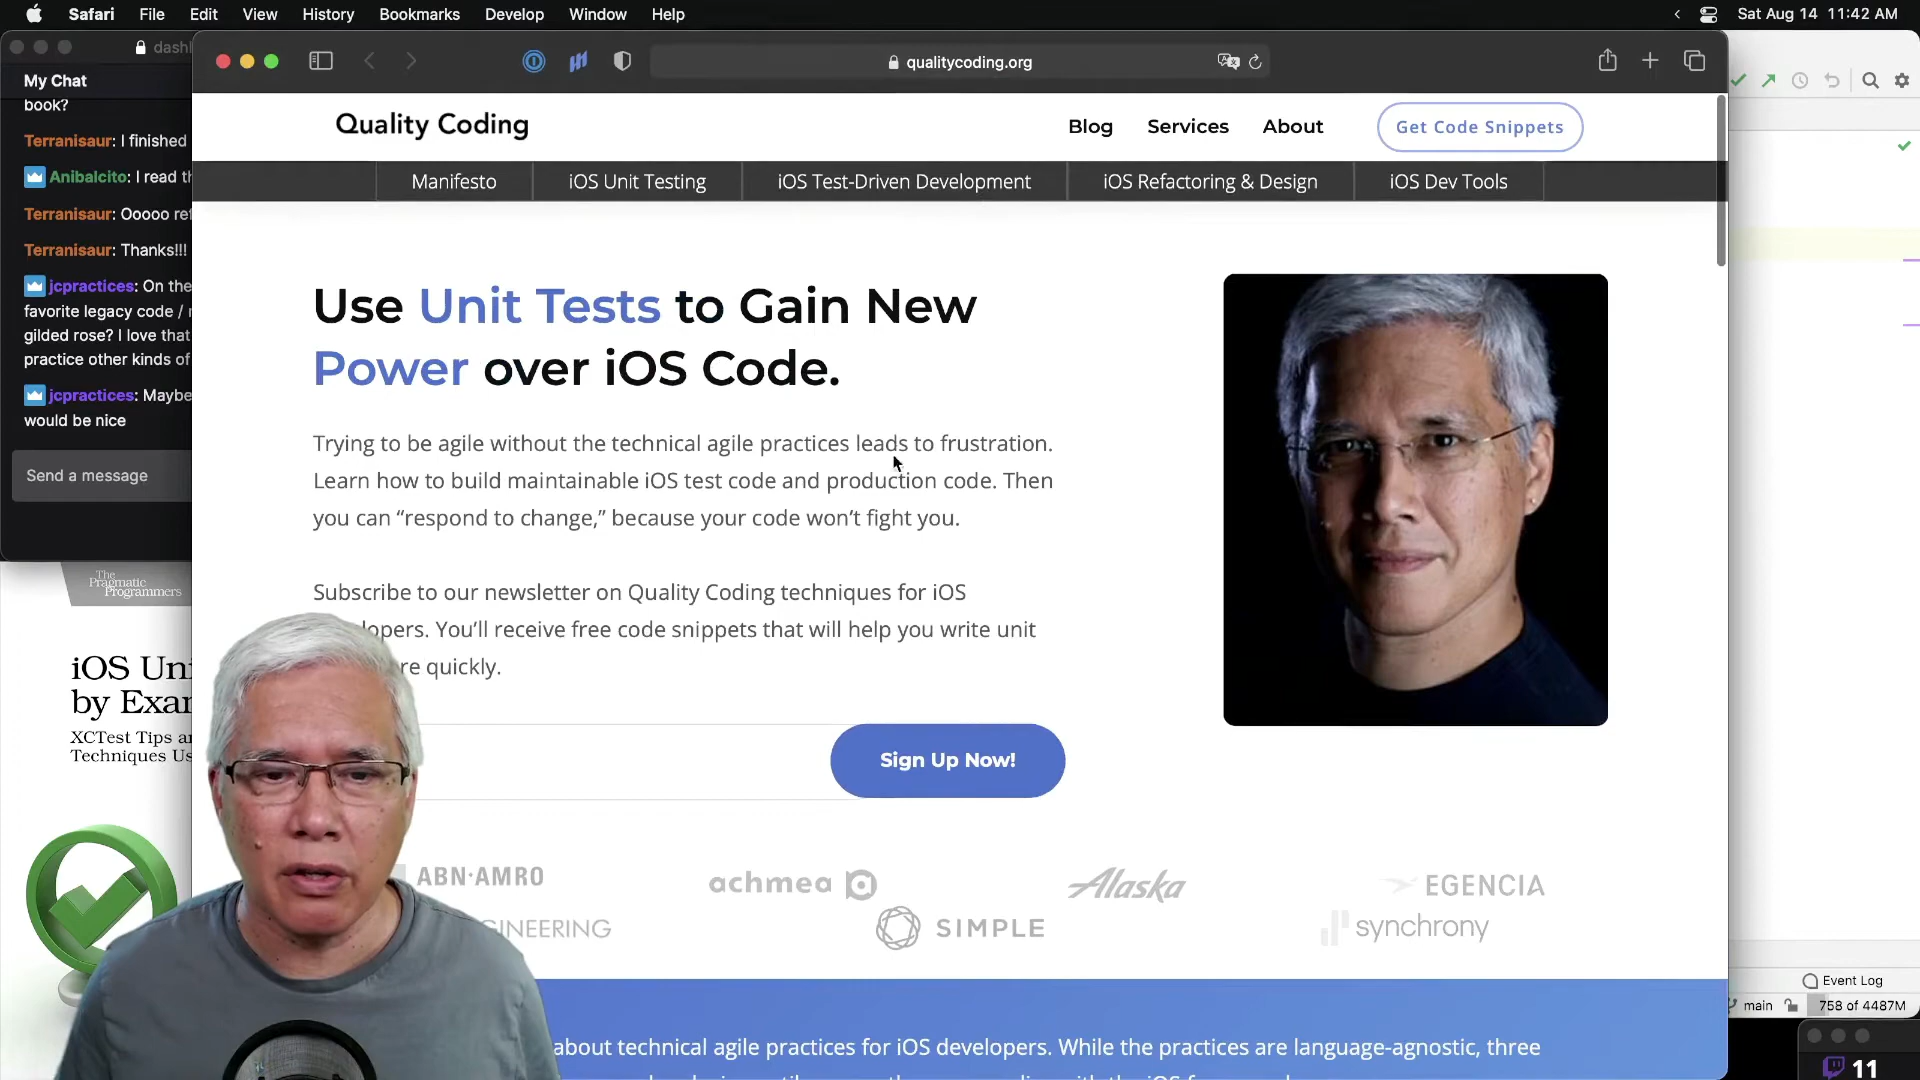 Safari File Edit View History Bookmarks Develop Window Help
Sat Aug 14 11:42 AM
My Chat
book?
Terranisaur: I finished
Anibalcito: I read
Terranisaur: Ooooo
Terranisaur: Thanks!!!
jcpractices: On the
favorite legacy code /
gilded rose? I love that
practice other kinds of
jcpractices: Maybe
would be nice
Send a message
qualitycoding.org
Quality Coding
Blog Services About Get Code Snippets
Manifesto iOS Unit Testing iOS Test-Driven Development iOS Refactoring & Design iOS Dev Tools
Use Unit Tests to Gain New
Power over iOS Code.
Trying to be agile without the technical agile practices leads to frustration.
Learn how to build maintainable iOS test code and production code. Then
you can “respond to change,” because your code won’t fight you.
Subscribe to our newsletter on Quality Coding techniques for iOS
You’ll receive free code snippets that will help you write unit
quickly.
Sign Up Now!
ABN·AMRO
achmea
Alaska
EGENCIA
SIMPLE
synchrony
about technical agile practices for iOS developers. While the practices are language-agnostic, three
The
Pragmatic
Programmers
iOS
by
XCTest Tips
Techniques
Event Log
main 758 of 4487M
11